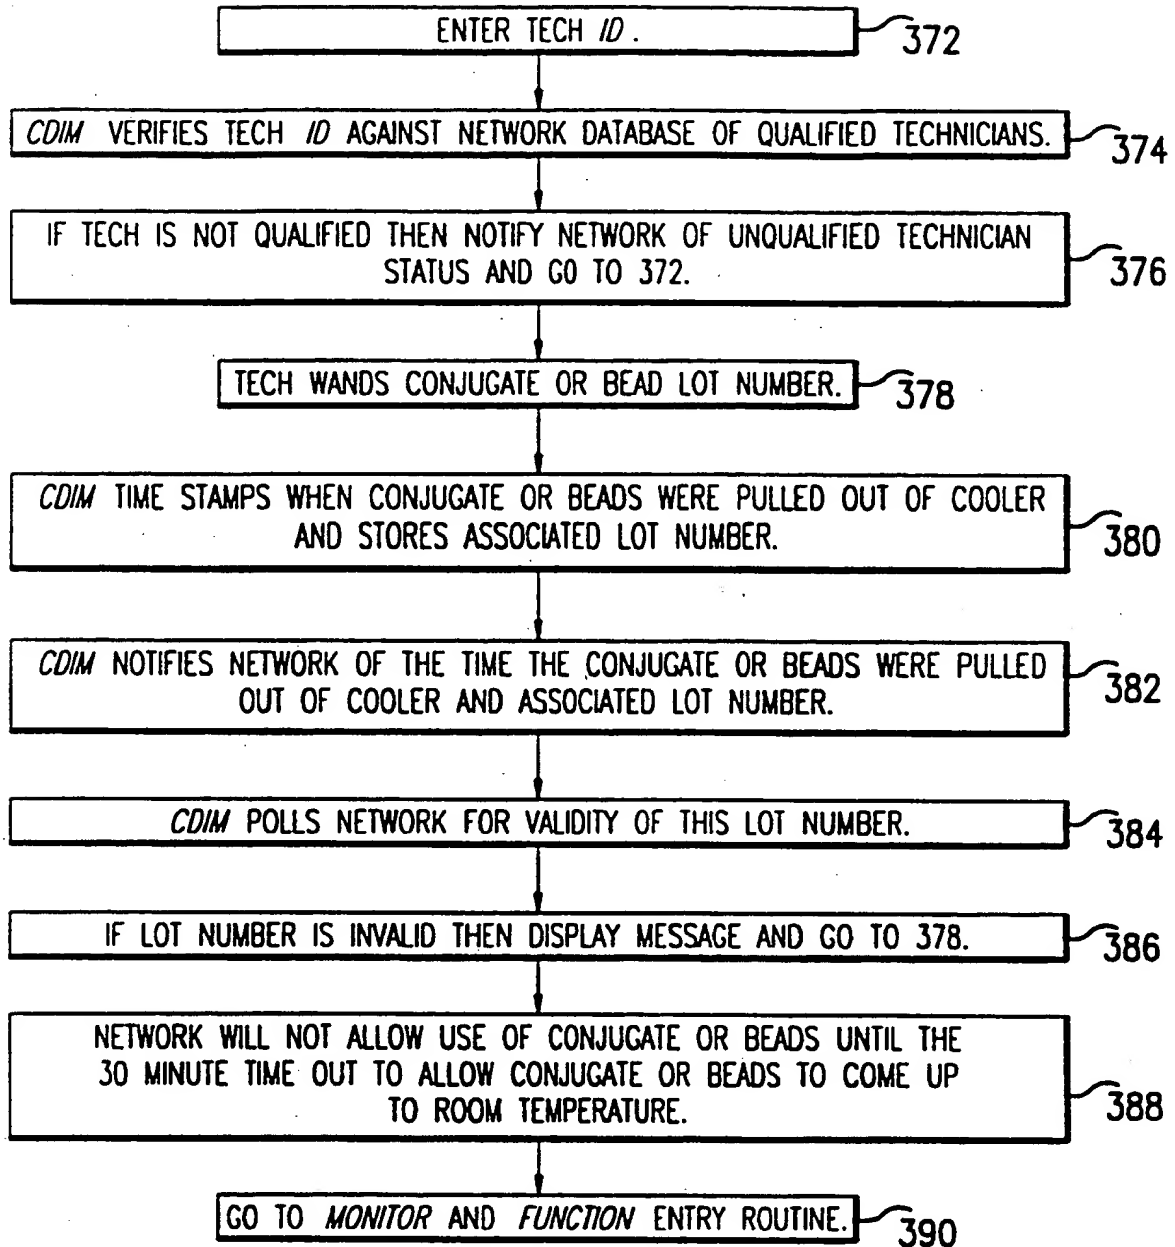 ENTER TECH ID.
372
CDIM VERIFIES TECH ID AGAINST NETWORK DATABASE OF QUALIFIED TECHNICIANS.
374
IF TECH IS NOT QUALIFIED THEN NOTIFY NETWORK OF UNQUALIFIED TECHNICIAN
STATUS AND GO TO 372.
376
TECH WANDS CONJUGATE OR BEAD LOT NUMBER.
378
CDIM TIME STAMPS WHEN CONJUGATE OR BEADS WERE PULLED OUT OF COOLER
AND STORES ASSOCIATED LOT NUMBER.
380
CDIM NOTIFIES NETWORK OF THE TIME THE CONJUGATE OR BEADS WERE PULLED
OUT OF COOLER AND ASSOCIATED LOT NUMBER.
382
CDIM POLLS NETWORK FOR VALIDITY OF THIS LOT NUMBER.
384
IF LOT NUMBER IS INVALID THEN DISPLAY MESSAGE AND GO TO 378.
386
NETWORK WILL NOT ALLOW USE OF CONJUGATE OR BEADS UNTIL THE
30 MINUTE TIME OUT TO ALLOW CONJUGATE OR BEADS TO COME UP
TO ROOM TEMPERATURE.
388
GO TO MONITOR AND FUNCTION ENTRY ROUTINE.
390